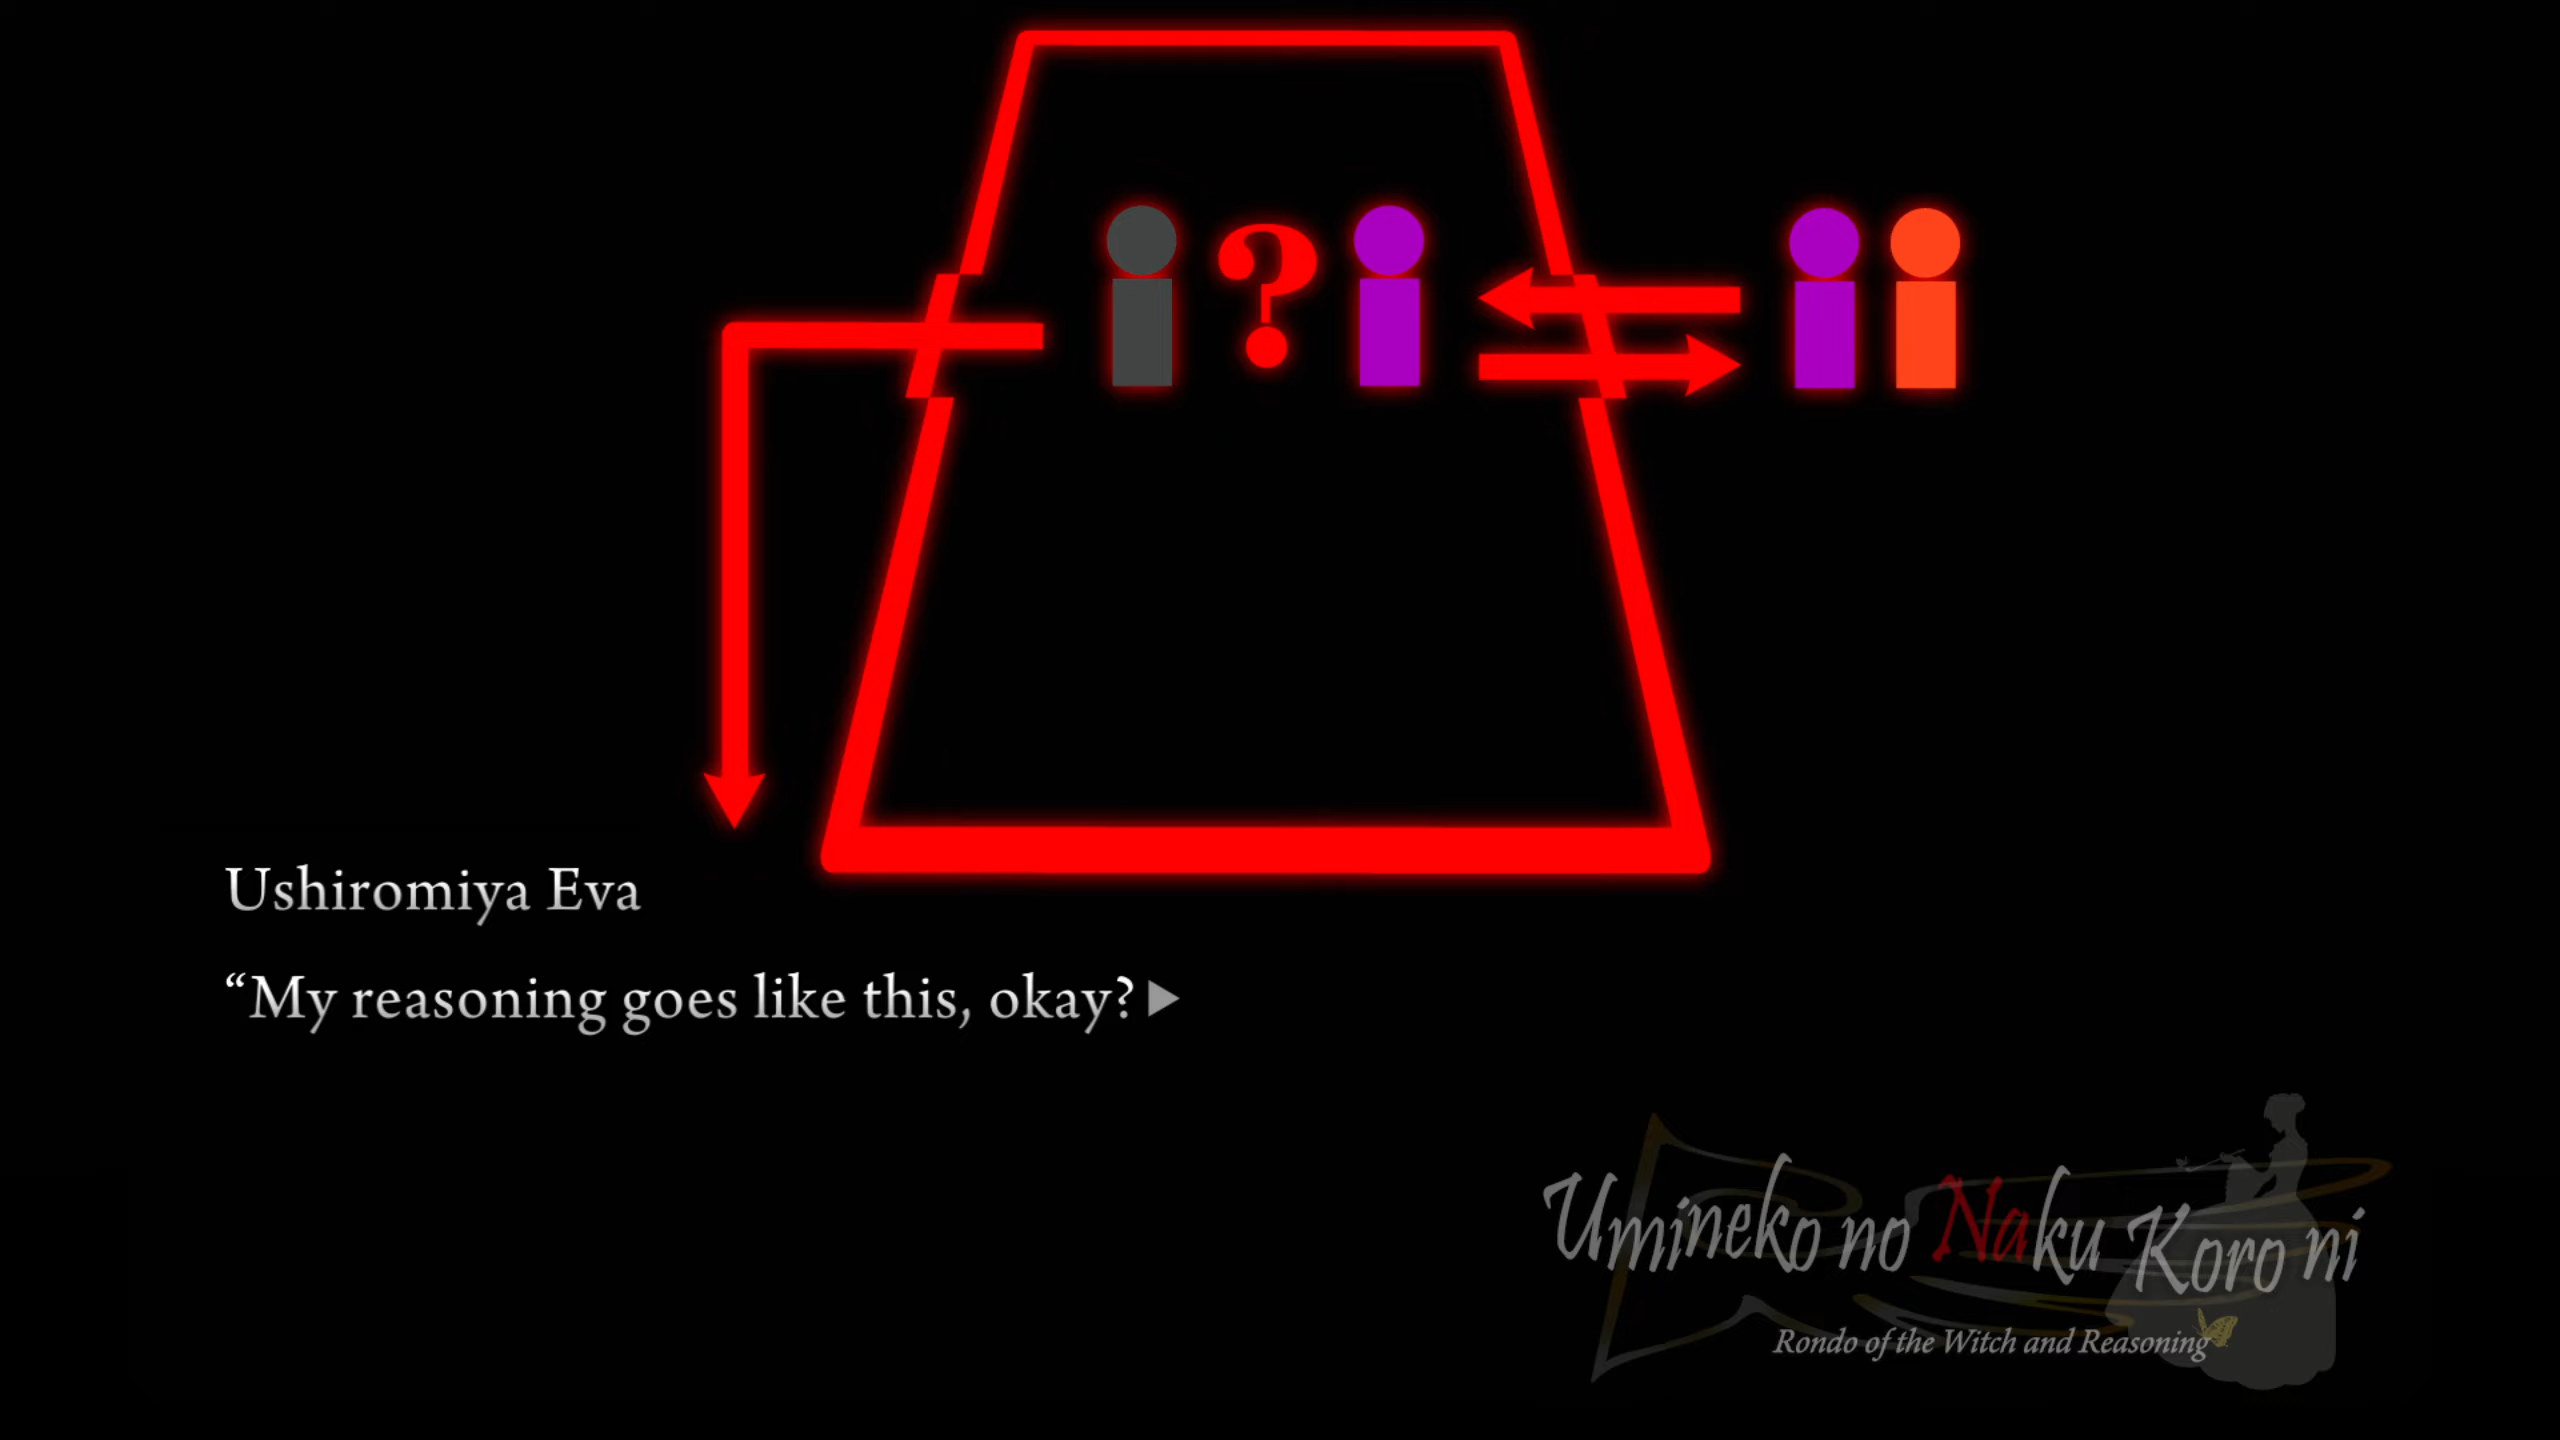 ?
Ushiromiya Eva
“My reasoning goes like this, okay?
Umineko no Naku Koro ni
Rondo of the Witch and Reasoning